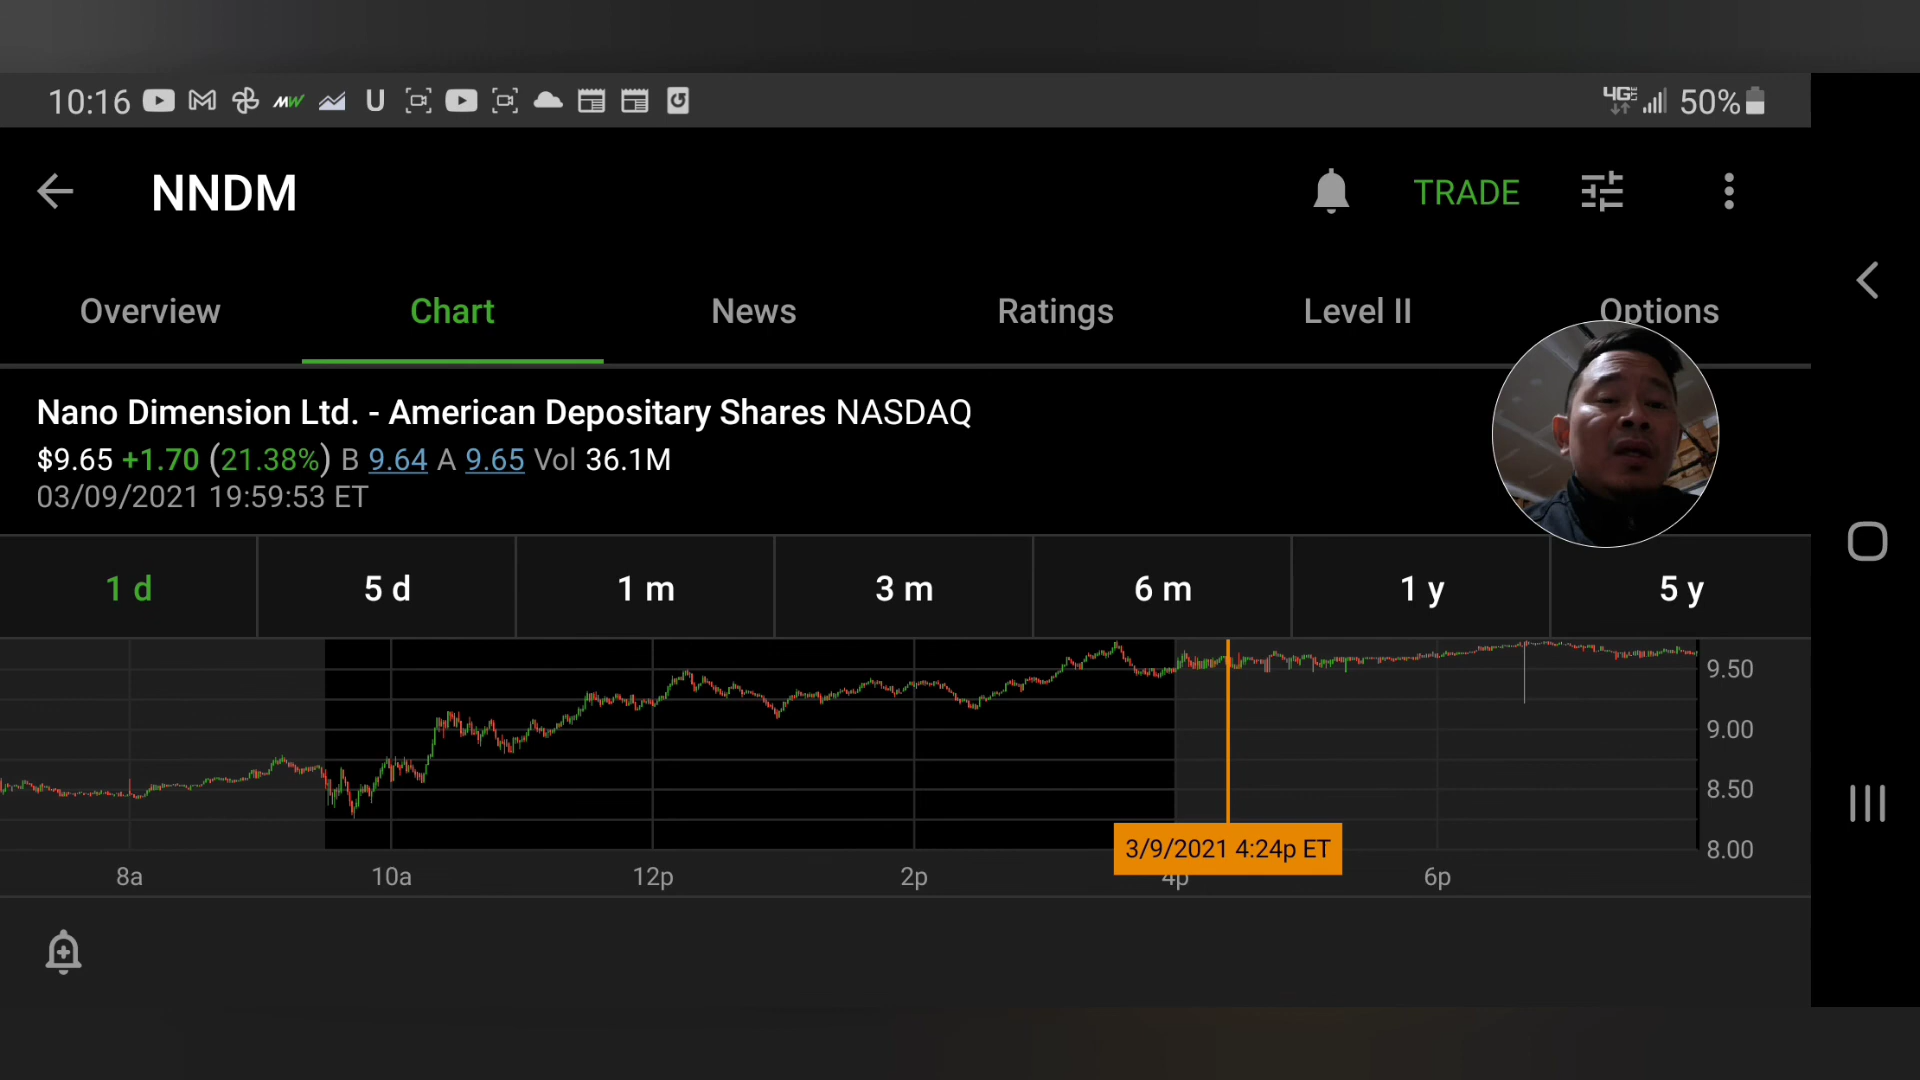 10:16 MW U 4G LTE 50%
NNDM TRADE
Overview Chart News Ratings Level II Options
Nano Dimension Ltd. - American Depositary Shares NASDAQ
$9.65 +1.70 (21.38%) B 9.64 A 9.65 Vol 36.1M
03/09/2021 19:59:53 ET
1 d 5 d 1 m 3 m 6 m 1 y 5 y
9.50
9.00
8.50
8.00
3/9/2021 4:24p ET
8a 10a 12p 2p 4p 6p